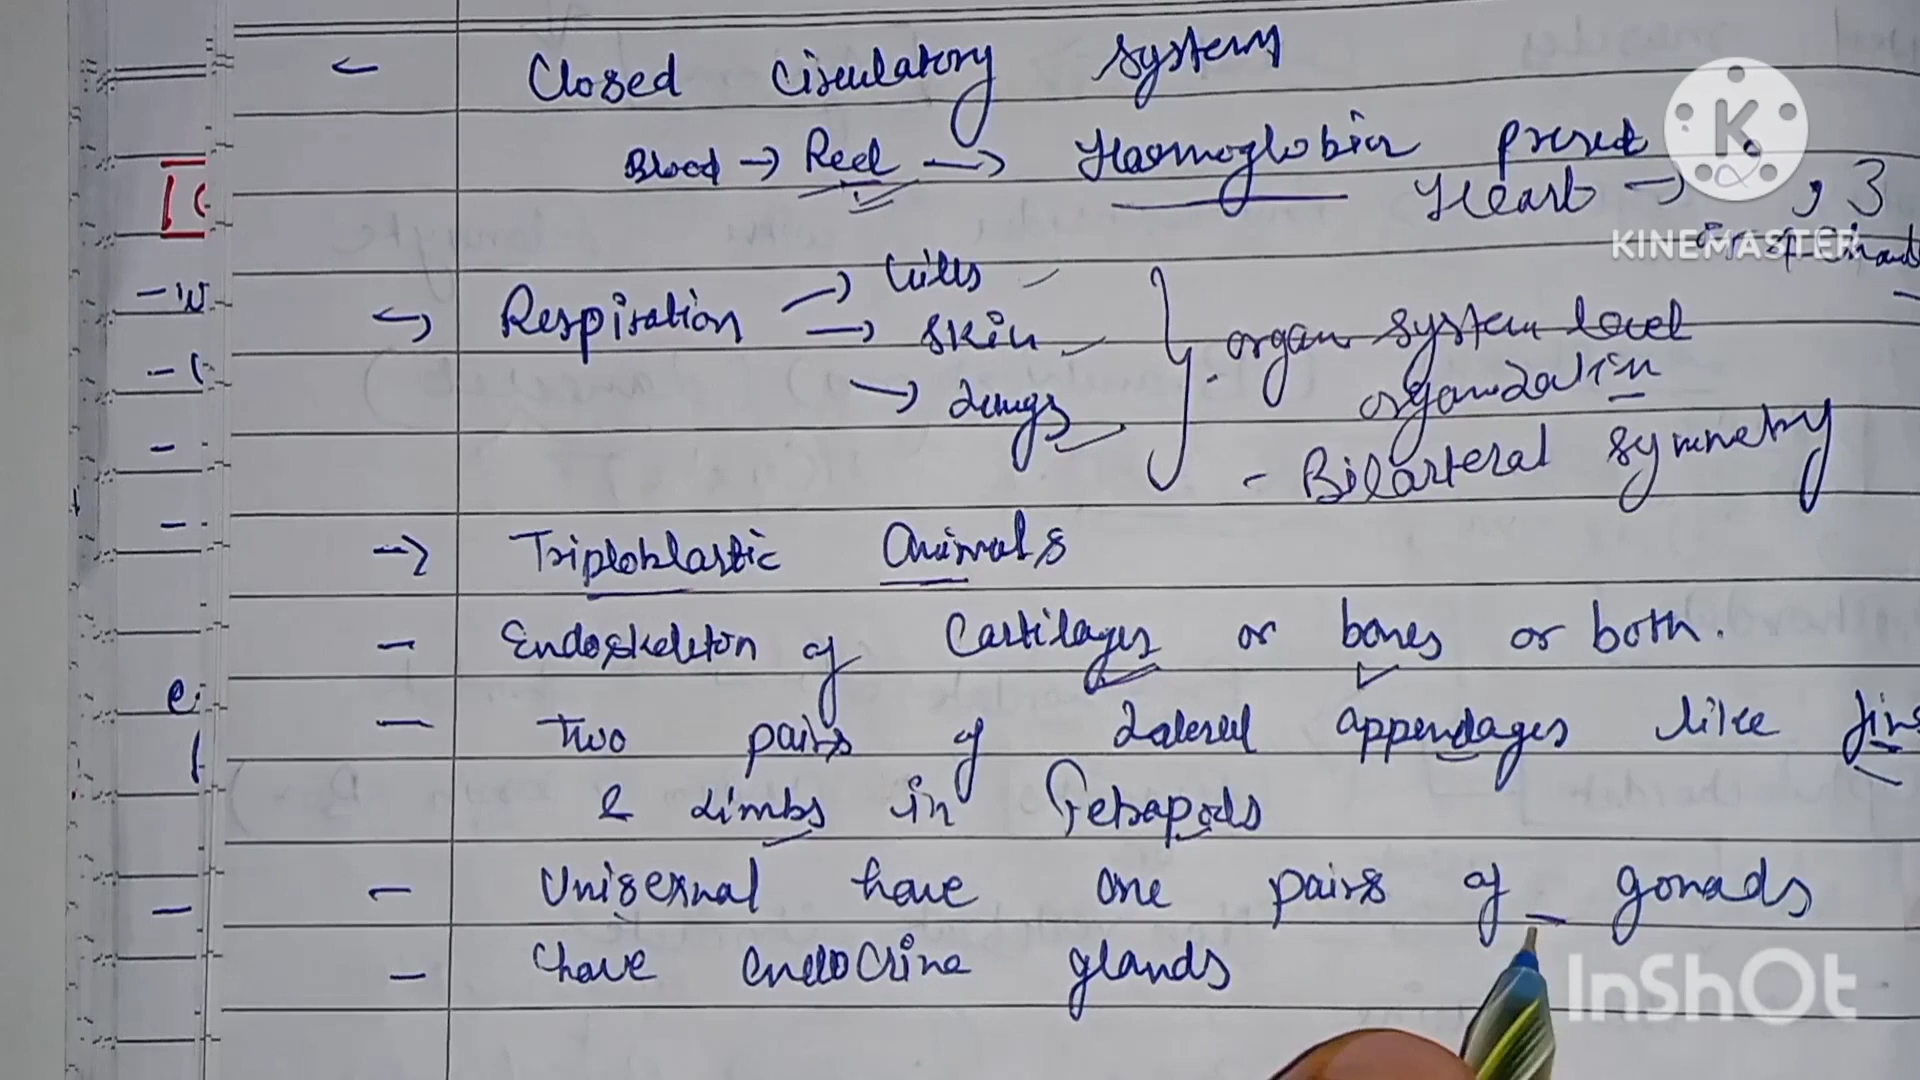 Closed circulatory system
Blood → Red → Haemoglobin present
Heart → , 3
Respiration → Gills
→ skin
→ Lungs
organ system level
organization
- Bilarteral symmetry
→ Triploblastic Animals
- Endoskeleton of Cartilages or bones or both.
- Two pairs of Lateral appendages like fins
& Limbs in Tetrapods
- Unisexual have one pairs of gonads
- have endocrine glands
K
KINEMASTER
InShOt